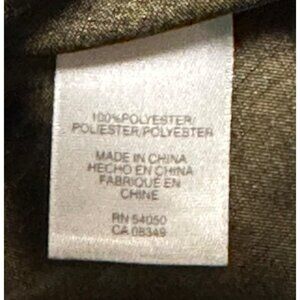 100%POLYESTER/
POLIESTER/POLYESTER
MADE IN CHINA
HECHO EN CHINA
FABRIQUÉ EN
CHINE
RN 54050
CA 08349